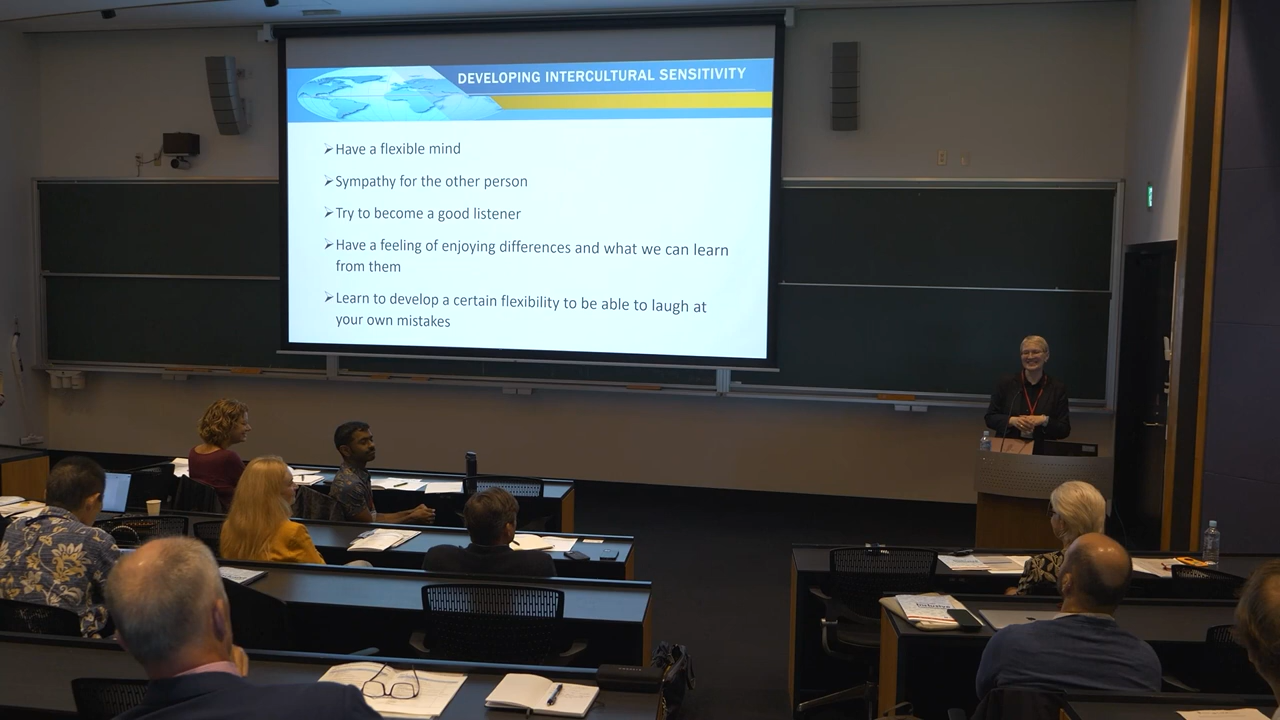 DEVELOPING INTERCULTURAL SENSITIVITY
➢Have a flexible mind
➢Sympathy for the other person
➢Try to become a good listener
➢Have a feeling of enjoying differences and what we can learn
from them
➢Learn to develop a certain flexibility to be able to laugh at
your own mistakes